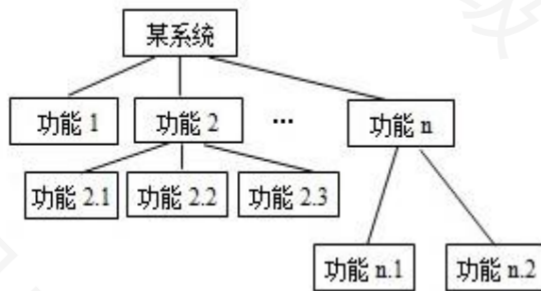 某系统
功能 1
功能 2
...
功能 n
功能 2.1
功能 2.2
功能 2.3
功能 n.1
功能 n.2